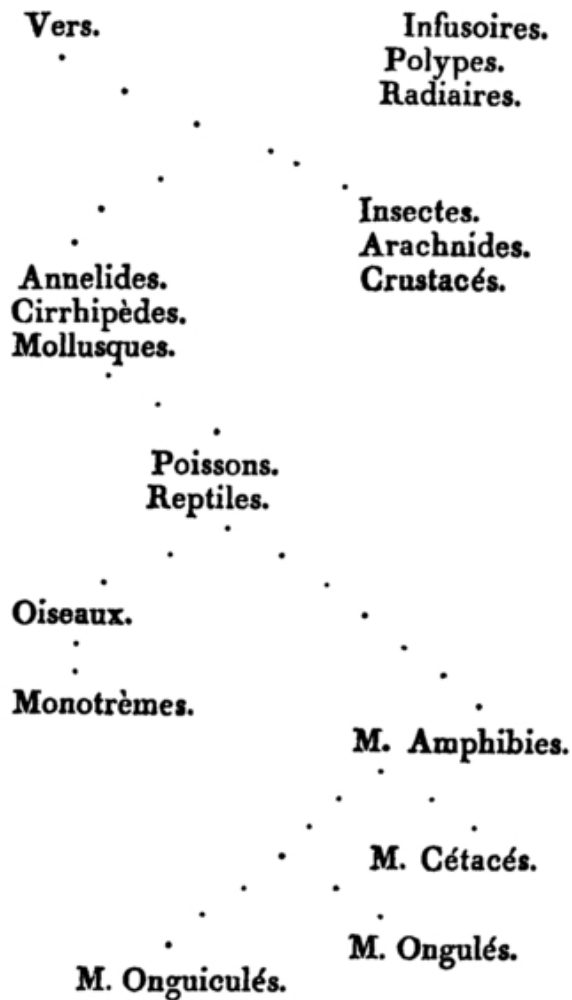 Vers.
Infusoires.
Polypes.
Radiaires.
Insectes.
Arachnides.
Crustacés.
Annelides.
Cirrhipèdes.
Mollusques.
Poissons.
Reptiles.
Oiseaux.
Monotrèmes.
M. Amphibies.
M. Cétacés.
M. Ongulés.
M. Onguiculés.